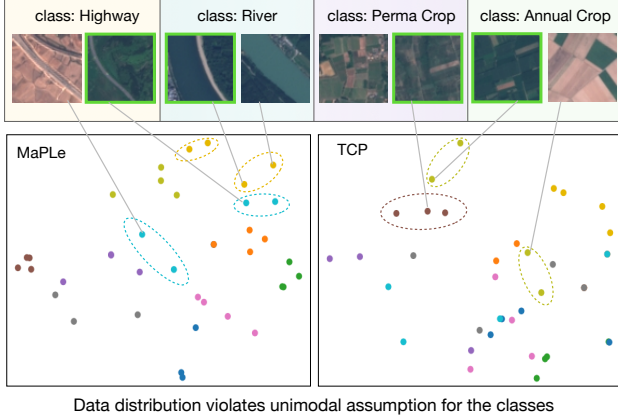 class: Highway
class: River
class: Perma Crop
class: Annual Crop
MaPLe
TCP
Data distribution violates unimodal assumption for the classes